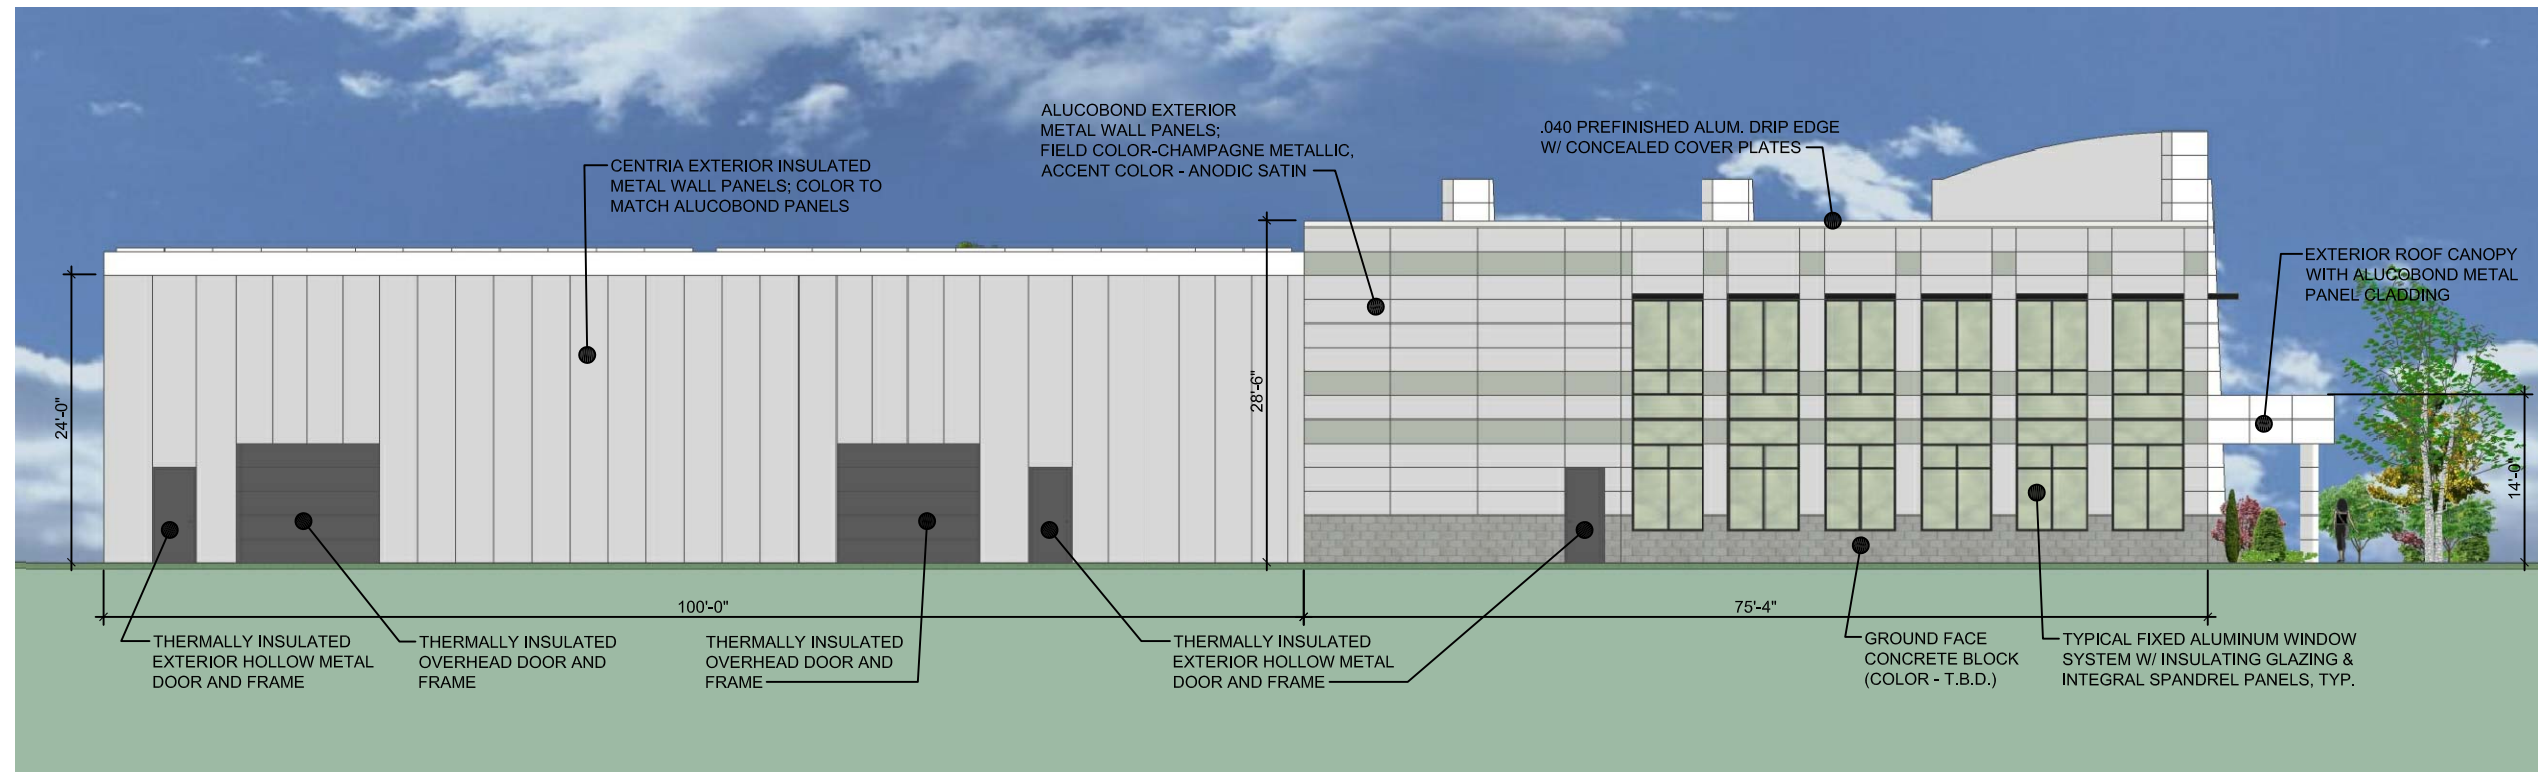 ALUCOBOND EXTERIOR
METAL WALL PANELS;
FIELD COLOR-CHAMPAGNE METALLIC,
ACCENT COLOR - ANODIC SATIN
.040 PREFINISHED ALUM. DRIP EDGE
W/ CONCEALED COVER PLATES
CENTRIA EXTERIOR INSULATED
METAL WALL PANELS; COLOR TO
MATCH ALUCOBOND PANELS
EXTERIOR ROOF CANOPY
WITH ALUCOBOND METAL
PANEL CLADDING
24'-0"
28'-6"
14'-0"
100'-0"
75'-4"
THERMALLY INSULATED
EXTERIOR HOLLOW METAL
DOOR AND FRAME
THERMALLY INSULATED
OVERHEAD DOOR AND
FRAME
THERMALLY INSULATED
OVERHEAD DOOR AND
FRAME
THERMALLY INSULATED
EXTERIOR HOLLOW METAL
DOOR AND FRAME
GROUND FACE
CONCRETE BLOCK
(COLOR - T.B.D.)
TYPICAL FIXED ALUMINUM WINDOW
SYSTEM W/ INSULATING GLAZING &
INTEGRAL SPANDREL PANELS, TYP.